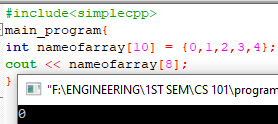 #include<simplecpp>
main_program{
int nameofarray[10] = {0,1,2,3,4};
cout << nameofarray[8];
}
"F:\ENGINEERING\1ST SEM\CS 101\program
0